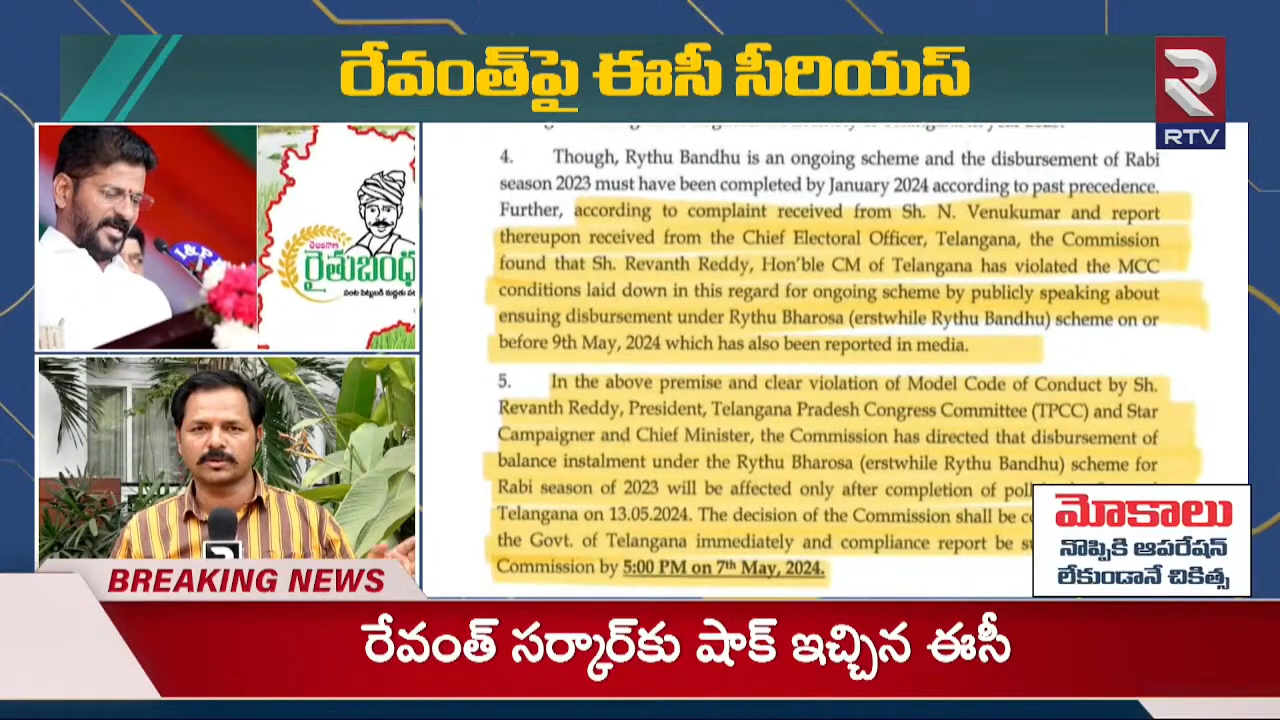 రేవంత్‌పై ఈసీ సీరియస్
R
RTV
తెలంగాణ
రైతుబంధ
పంట పెట్టుబడి మద్దతు
I&P
4. Though, Rythu Bandhu is an ongoing scheme and the disbursement of Rabi
season 2023 must have been completed by January 2024 according to past precedence.
Further, according to complaint received from Sh. N. Venukumar and report
thereupon received from the Chief Electoral Officer, Telangana, the Commission
found that Sh. Revanth Reddy, Hon'ble CM of Telangana has violated the MCC
conditions laid down in this regard for ongoing scheme by publicly speaking about
ensuing disbursement under Rythu Bharosa (erstwhile Rythu Bandhu) scheme on or
before 9th May, 2024 which has also been reported in media.
5. In the above premise and clear violation of Model Code of Conduct by Sh.
Revanth Reddy, President, Telangana Pradesh Congress Committee (TPCC) and Star
Campaigner and Chief Minister, the Commission has directed that disbursement of
balance instalment under the Rythu Bharosa (erstwhile Rythu Bandhu) scheme for
Rabi season of 2023 will be affected only after completion of
Telangana on 13.05.2024. The decision of the Commission shall be
the Govt. of Telangana immediately and compliance report be
Commission by 5:00 PM on 7th May, 2024.
మోకాలు
నొప్పికి ఆపరేషన్
లేకుండానే చికిత్స
BREAKING NEWS
రేవంత్ సర్కార్‌కు షాక్ ఇచ్చిన ఈసీ